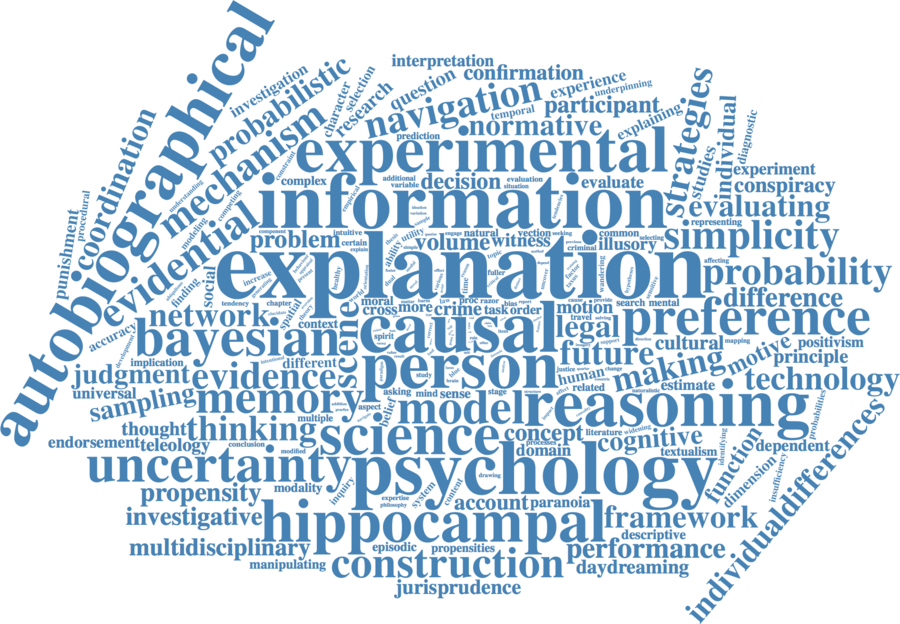 interpretation
autobiographical
investigation
probabilistic
character
selection
research
question
confirmation
experience
underpinning
navigation
temporal
participant
explaining
strategies
studies
individual
diagnostic
coordination
procedural
punishment
mechanism
prediction
normative
experimental
understanding
modeling
competing
constraint
complex
additional
variable
decision
evaluation
situation
evaluate
experiment
conspiracy
evaluating
representing
information
empirical
evidential
problem
component
intuitive
certain
explain
ability
utility
volume
engage
natural
witness
vection
seeking
criminal
common
illusory
selecting
simplicity
affecting
probability
explanation
social
finding
increase
healthy
topic
fuller
time
wandering
difference
tendency
chapter
moral
cross
more
law
crime
proc
razor
task
bias
order
report
cause
provide
motion
travel
solving
search
mental
preference
network
spatial
theory
context
scene
spirit
causal
legal
support
cultural
mapping
positivism
accuracy
development
bayesian
implication
different
person
future
justice
human
change
making
motive
principle
judgment
universal
evidence
related
naturalistic
estimate
technology
sampling
memory
multiple
aspect
belief
asking
mind
sense
stage
brain
model
reasoning
probabilities
endorsement
thought
teleology
thinking
conclusion
modified
science
concept
processes
domain
literature
widening
cognitive
textualism
identifying
function
dimension
dependent
insufficiency
individualdifferences
uncertainty
psychology
drawing
propensity
modality
inquiry
expertise
philosophy
system
content
account
paranoia
investigative
hippocampal
framework
descriptive
multidisciplinary
episodic
propensities
performance
manipulating
construction
daydreaming
jurisprudence
study